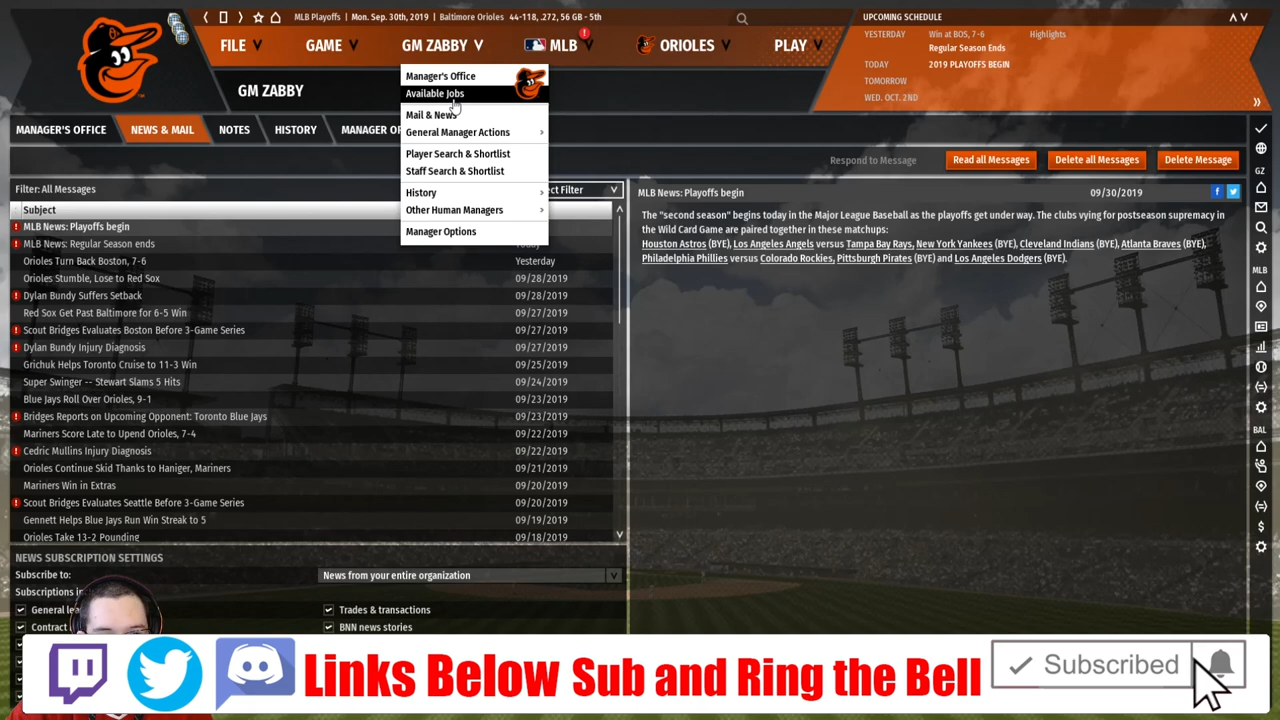 MLB Playoffs | Mon. Sep. 30th, 2019 | Baltimore Orioles 44-118, .272, 56 GB - 5th
FILE GAME GM ZABBY MLB ORIOLES PLAY
UPCOMING SCHEDULE
YESTERDAY Win at BOS, 7-6 Highlights
Regular Season Ends
TODAY 2019 PLAYOFFS BEGIN
TOMORROW
WED. OCT. 2ND
GM ZABBY
Manager's Office
Available Jobs
Mail & News
General Manager Actions
Player Search & Shortlist
Staff Search & Shortlist
History
Other Human Managers
Manager Options
MANAGER'S OFFICE NEWS & MAIL NOTES HISTORY MANAGER OP
Respond to Message Read all Messages Delete all Messages Delete Message
Filter: All Messages ect Filter
Subject
MLB News: Playoffs begin
MLB News: Regular Season ends Today
Orioles Turn Back Boston, 7-6 Yesterday
Orioles Stumble, Lose to Red Sox 09/28/2019
Dylan Bundy Suffers Setback 09/28/2019
Red Sox Get Past Baltimore for 6-5 Win 09/27/2019
Scout Bridges Evaluates Boston Before 3-Game Series 09/27/2019
Dylan Bundy Injury Diagnosis 09/27/2019
Grichuk Helps Toronto Cruise to 11-3 Win 09/25/2019
Super Swinger -- Stewart Slams 5 Hits 09/24/2019
Blue Jays Roll Over Orioles, 9-1 09/23/2019
Bridges Reports on Upcoming Opponent: Toronto Blue Jays 09/23/2019
Mariners Score Late to Upend Orioles, 7-4 09/22/2019
Cedric Mullins Injury Diagnosis 09/22/2019
Orioles Continue Skid Thanks to Haniger, Mariners 09/21/2019
Mariners Win in Extras 09/20/2019
Scout Bridges Evaluates Seattle Before 3-Game Series 09/20/2019
Gennett Helps Blue Jays Run Win Streak to 5 09/19/2019
Orioles Take 13-2 Pounding 09/18/2019
MLB News: Playoffs begin 09/30/2019
The "second season" begins today in the Major League Baseball as the playoffs get under way. The clubs vying for postseason supremacy in
the Wild Card Game are paired together in these matchups:
Houston Astros (BYE), Los Angeles Angels versus Tampa Bay Rays, New York Yankees (BYE), Cleveland Indians (BYE), Atlanta Braves (BYE),
Philadelphia Phillies versus Colorado Rockies, Pittsburgh Pirates (BYE) and Los Angeles Dodgers (BYE).
GZ
MLB
BAL
NEWS SUBSCRIPTION SETTINGS
Subscribe to: News from your entire organization
Subscriptions in
General lea Trades & transactions
Contract BNN news stories
Links Below Sub and Ring the Bell
Subscribed